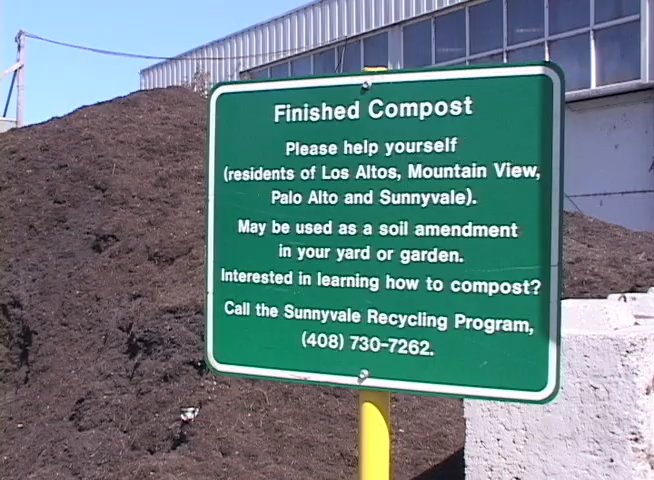 Finished Compost
Please help yourself
(residents of Los Altos, Mountain View,
Palo Alto and Sunnyvale).
May be used as a soil amendment
in your yard or garden.
Interested in learning how to compost?
Call the Sunnyvale Recycling Program,
(408) 730-7262.